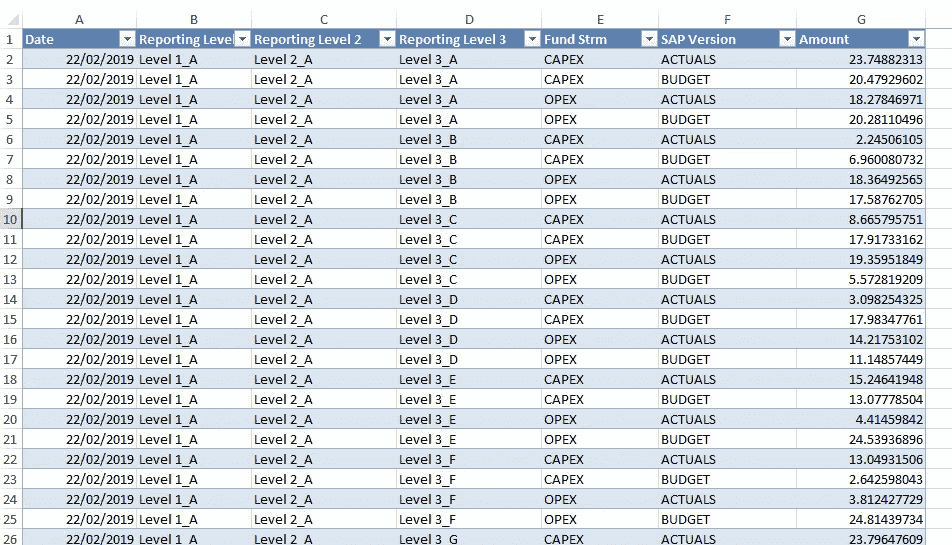 A B C D E F G
1 Date Reporting Level Reporting Level 2 Reporting Level 3 Fund Strm SAP Version Amount
2 22/02/2019 Level 1_A Level 2_A Level 3_A CAPEX ACTUALS 23.74882313
3 22/02/2019 Level 1_A Level 2_A Level 3_A CAPEX BUDGET 20.47929602
4 22/02/2019 Level 1_A Level 2_A Level 3_A OPEX ACTUALS 18.27846971
5 22/02/2019 Level 1_A Level 2_A Level 3_A OPEX BUDGET 20.28110496
6 22/02/2019 Level 1_A Level 2_A Level 3_B CAPEX ACTUALS 2.24506105
7 22/02/2019 Level 1_A Level 2_A Level 3_B CAPEX BUDGET 6.960080732
8 22/02/2019 Level 1_A Level 2_A Level 3_B OPEX ACTUALS 18.36492565
9 22/02/2019 Level 1_A Level 2_A Level 3_B OPEX BUDGET 17.58762705
10 22/02/2019 Level 1_A Level 2_A Level 3_C CAPEX ACTUALS 8.665795751
11 22/02/2019 Level 1_A Level 2_A Level 3_C CAPEX BUDGET 17.91733162
12 22/02/2019 Level 1_A Level 2_A Level 3_C OPEX ACTUALS 19.35951849
13 22/02/2019 Level 1_A Level 2_A Level 3_C OPEX BUDGET 5.572819209
14 22/02/2019 Level 1_A Level 2_A Level 3_D CAPEX ACTUALS 3.098254325
15 22/02/2019 Level 1_A Level 2_A Level 3_D CAPEX BUDGET 17.98347761
16 22/02/2019 Level 1_A Level 2_A Level 3_D OPEX ACTUALS 14.21753102
17 22/02/2019 Level 1_A Level 2_A Level 3_D OPEX BUDGET 11.14857449
18 22/02/2019 Level 1_A Level 2_A Level 3_E CAPEX ACTUALS 15.24641948
19 22/02/2019 Level 1_A Level 2_A Level 3_E CAPEX BUDGET 13.07778504
20 22/02/2019 Level 1_A Level 2_A Level 3_E OPEX ACTUALS 4.41459842
21 22/02/2019 Level 1_A Level 2_A Level 3_E OPEX BUDGET 24.53936896
22 22/02/2019 Level 1_A Level 2_A Level 3_F CAPEX ACTUALS 13.04931506
23 22/02/2019 Level 1_A Level 2_A Level 3_F CAPEX BUDGET 2.642598043
24 22/02/2019 Level 1_A Level 2_A Level 3_F OPEX ACTUALS 3.812427729
25 22/02/2019 Level 1_A Level 2_A Level 3_F OPEX BUDGET 24.81439734
26 22/02/2019 Level 1_A Level 2_A Level 3_G CAPEX ACTUALS 23.79647609